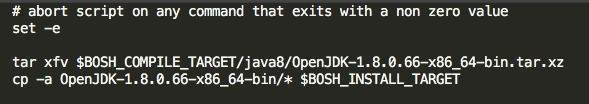 # abort script on any command that exits with a non zero value
set -e

tar xfv $BOSH_COMPILE_TARGET/java8/OpenJDK-1.8.0.66-x86_64-bin.tar.xz
cp -a OpenJDK-1.8.0.66-x86_64-bin/* $BOSH_INSTALL_TARGET